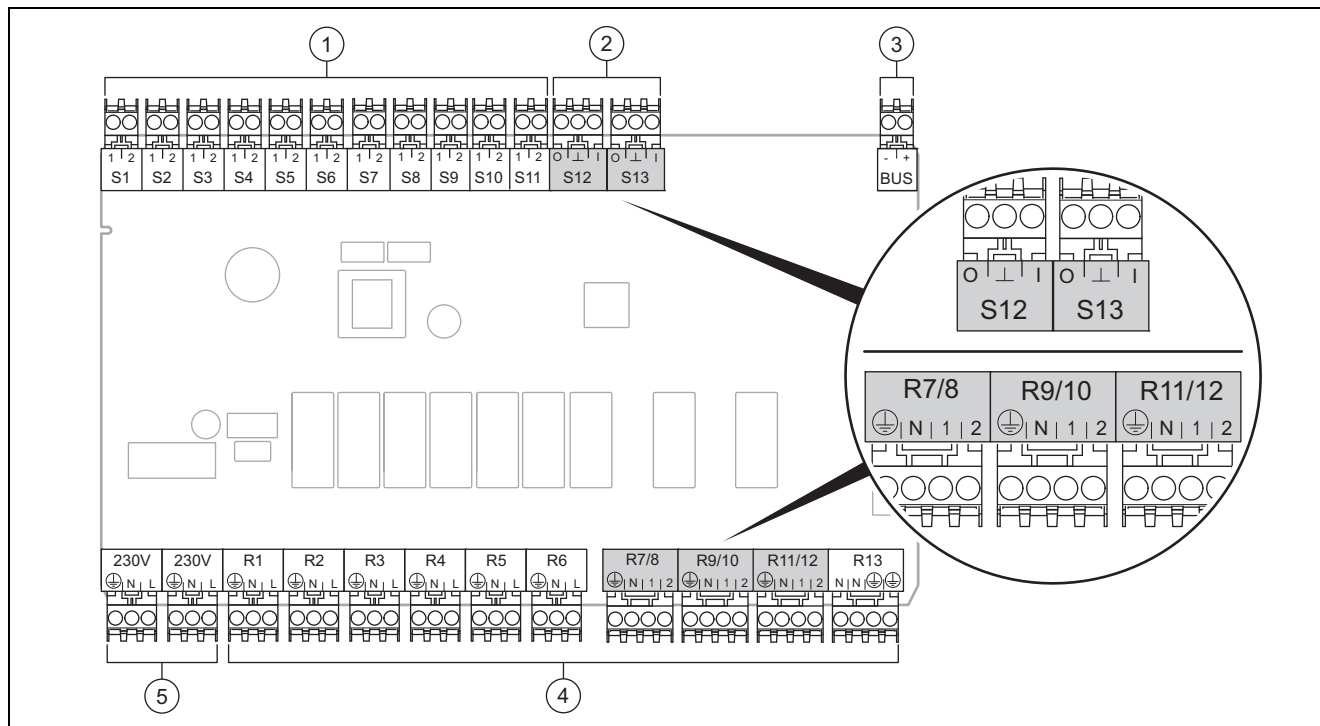 1 2 3
1 2 1 2 1 2 1 2 1 2 1 2 1 2 1 2 1 2 1 2 1 2 O ⊥ I O ⊥ I - +
S1 S2 S3 S4 S5 S6 S7 S8 S9 S10 S11 S12 S13 BUS
O ⊥ I O ⊥ I
S12 S13
R7/8 R9/10 R11/12
N 1 2 N 1 2 N 1 2
230V 230V R1 R2 R3 R4 R5 R6 R7/8 R9/10 R11/12 R13
N L N L N L N L N L N L N L N L N 1 2 N 1 2 N 1 2 N N
5 4